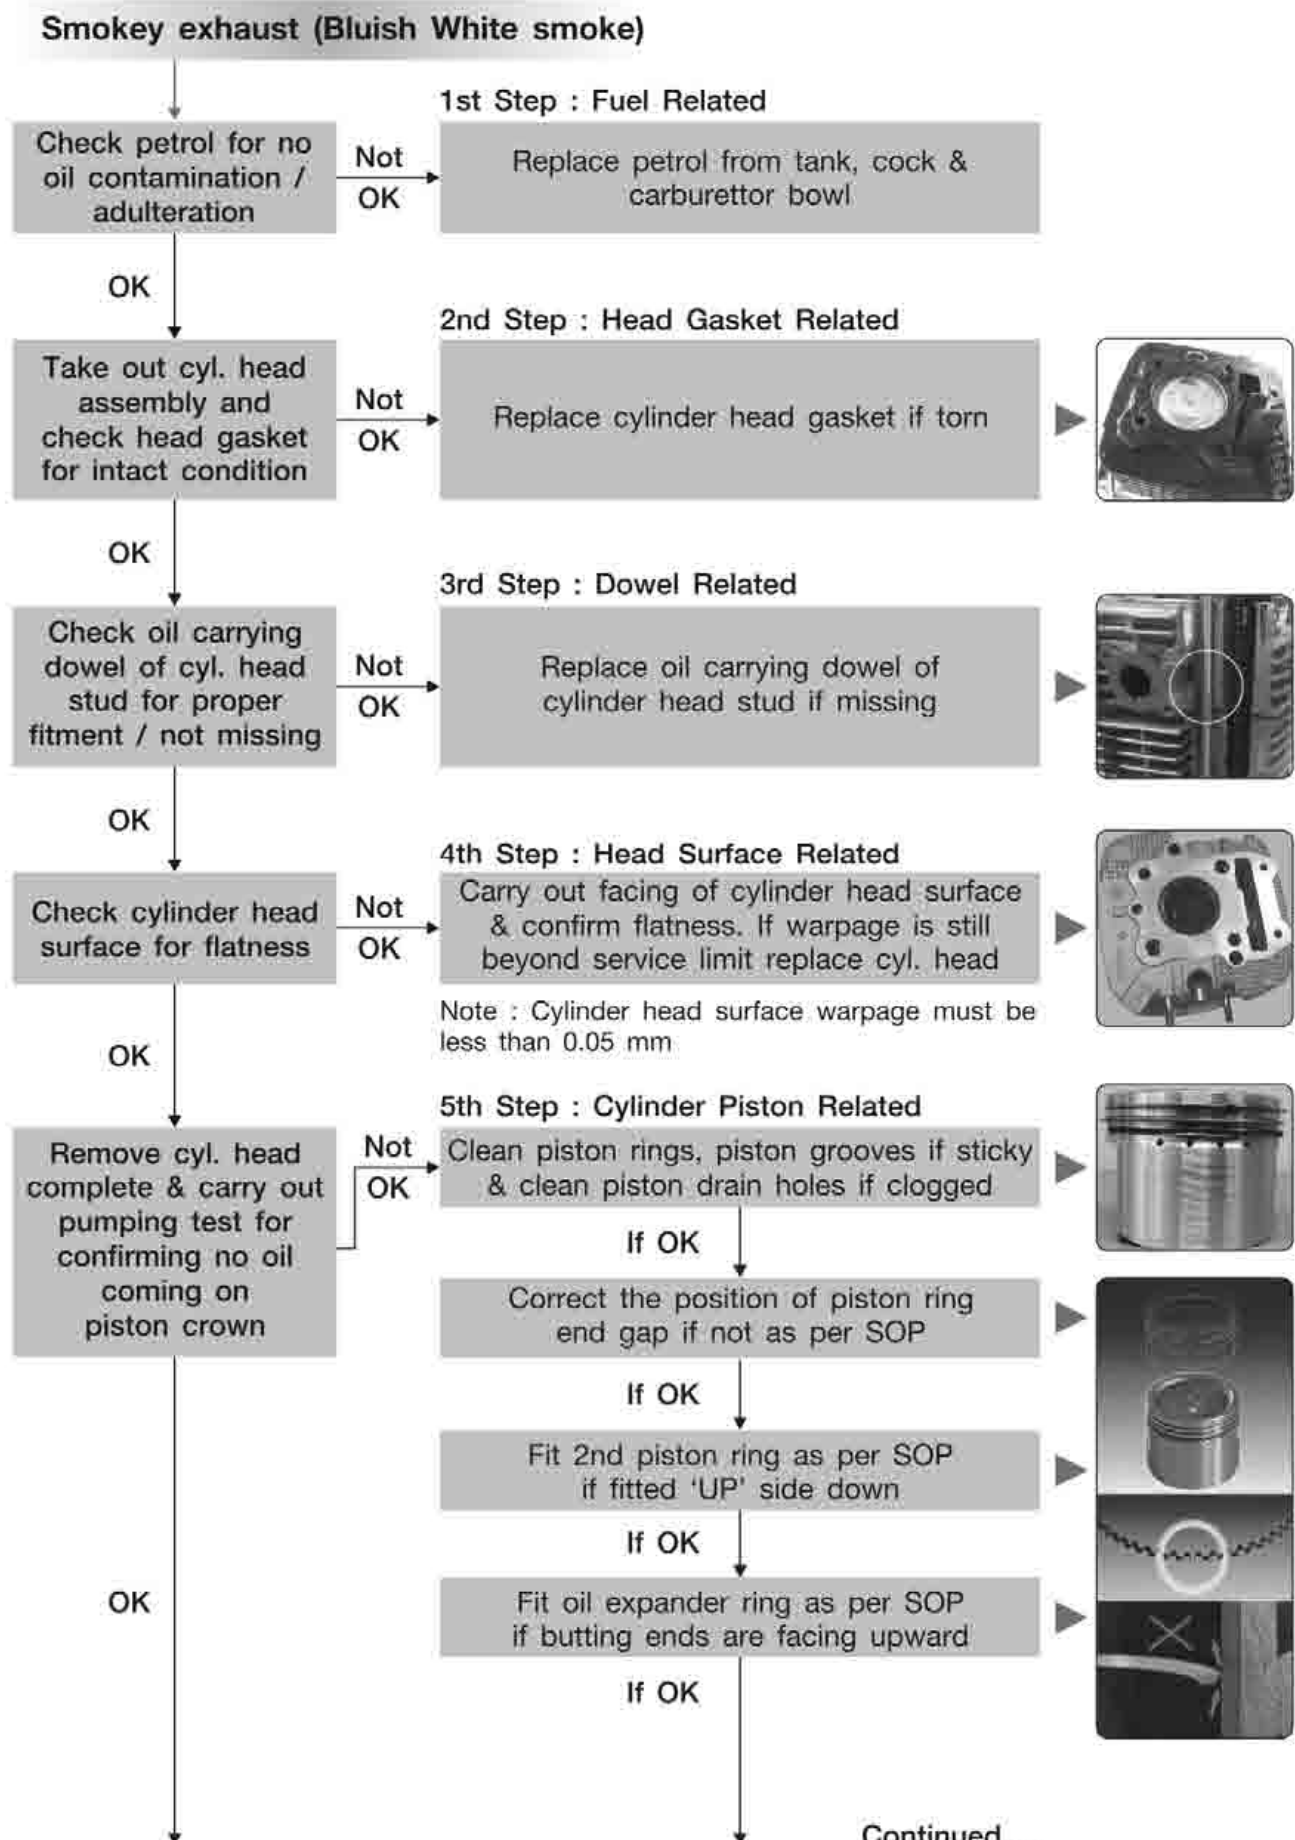 Smokey exhaust (Bluish White smoke)
1st Step : Fuel Related
Check petrol for no
oil contamination /
adulteration
Not
OK
Replace petrol from tank, cock &
carburettor bowl
OK
2nd Step : Head Gasket Related
Take out cyl. head
assembly and
check head gasket
for intact condition
Not
OK
Replace cylinder head gasket if torn
OK
3rd Step : Dowel Related
Check oil carrying
dowel of cyl. head
stud for proper
fitment / not missing
Not
OK
Replace oil carrying dowel of
cylinder head stud if missing
OK
4th Step : Head Surface Related
Check cylinder head
surface for flatness
Not
OK
Carry out facing of cylinder head surface
& confirm flatness. If warpage is still
beyond service limit replace cyl. head
Note : Cylinder head surface warpage must be
less than 0.05 mm
OK
5th Step : Cylinder Piston Related
Remove cyl. head
complete & carry out
pumping test for
confirming no oil
coming on
piston crown
Not
OK
Clean piston rings, piston grooves if sticky
& clean piston drain holes if clogged
If OK
Correct the position of piston ring
end gap if not as per SOP
If OK
Fit 2nd piston ring as per SOP
if fitted ‘UP’ side down
If OK
OK
Fit oil expander ring as per SOP
if butting ends are facing upward
If OK
Continued